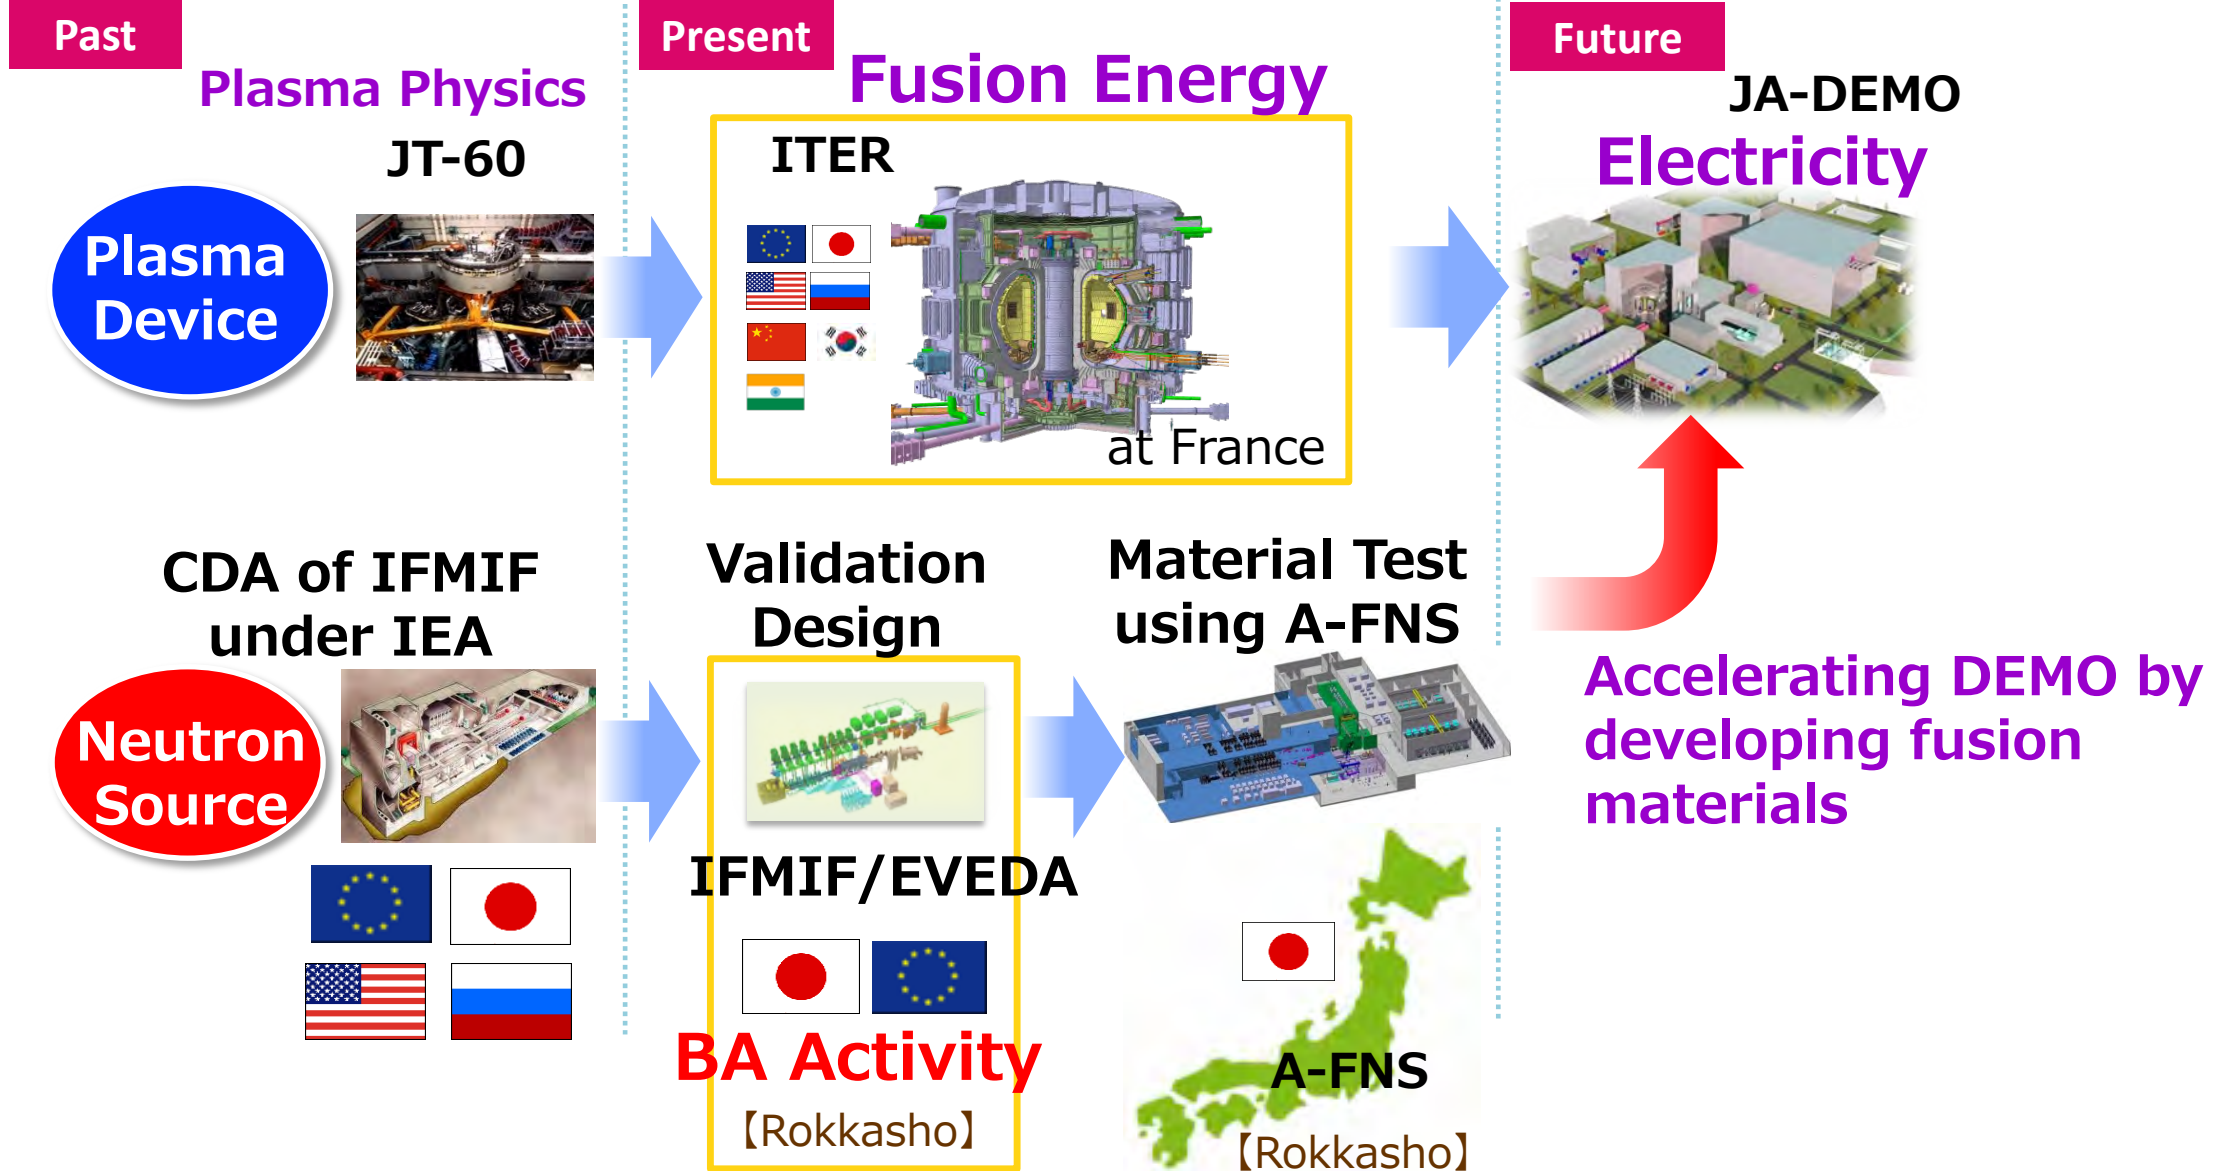 Past
Present
Future
Plasma Physics
Fusion Energy
JA-DEMO
Electricity
JT-60
ITER
Plasma
Device
at France
CDA of IFMIF
under IEA
Validation
Design
Material Test
using A-FNS
Neutron
Source
Accelerating DEMO by
developing fusion
materials
IFMIF/EVEDA
BA Activity
【Rokkasho】
A-FNS
【Rokkasho】